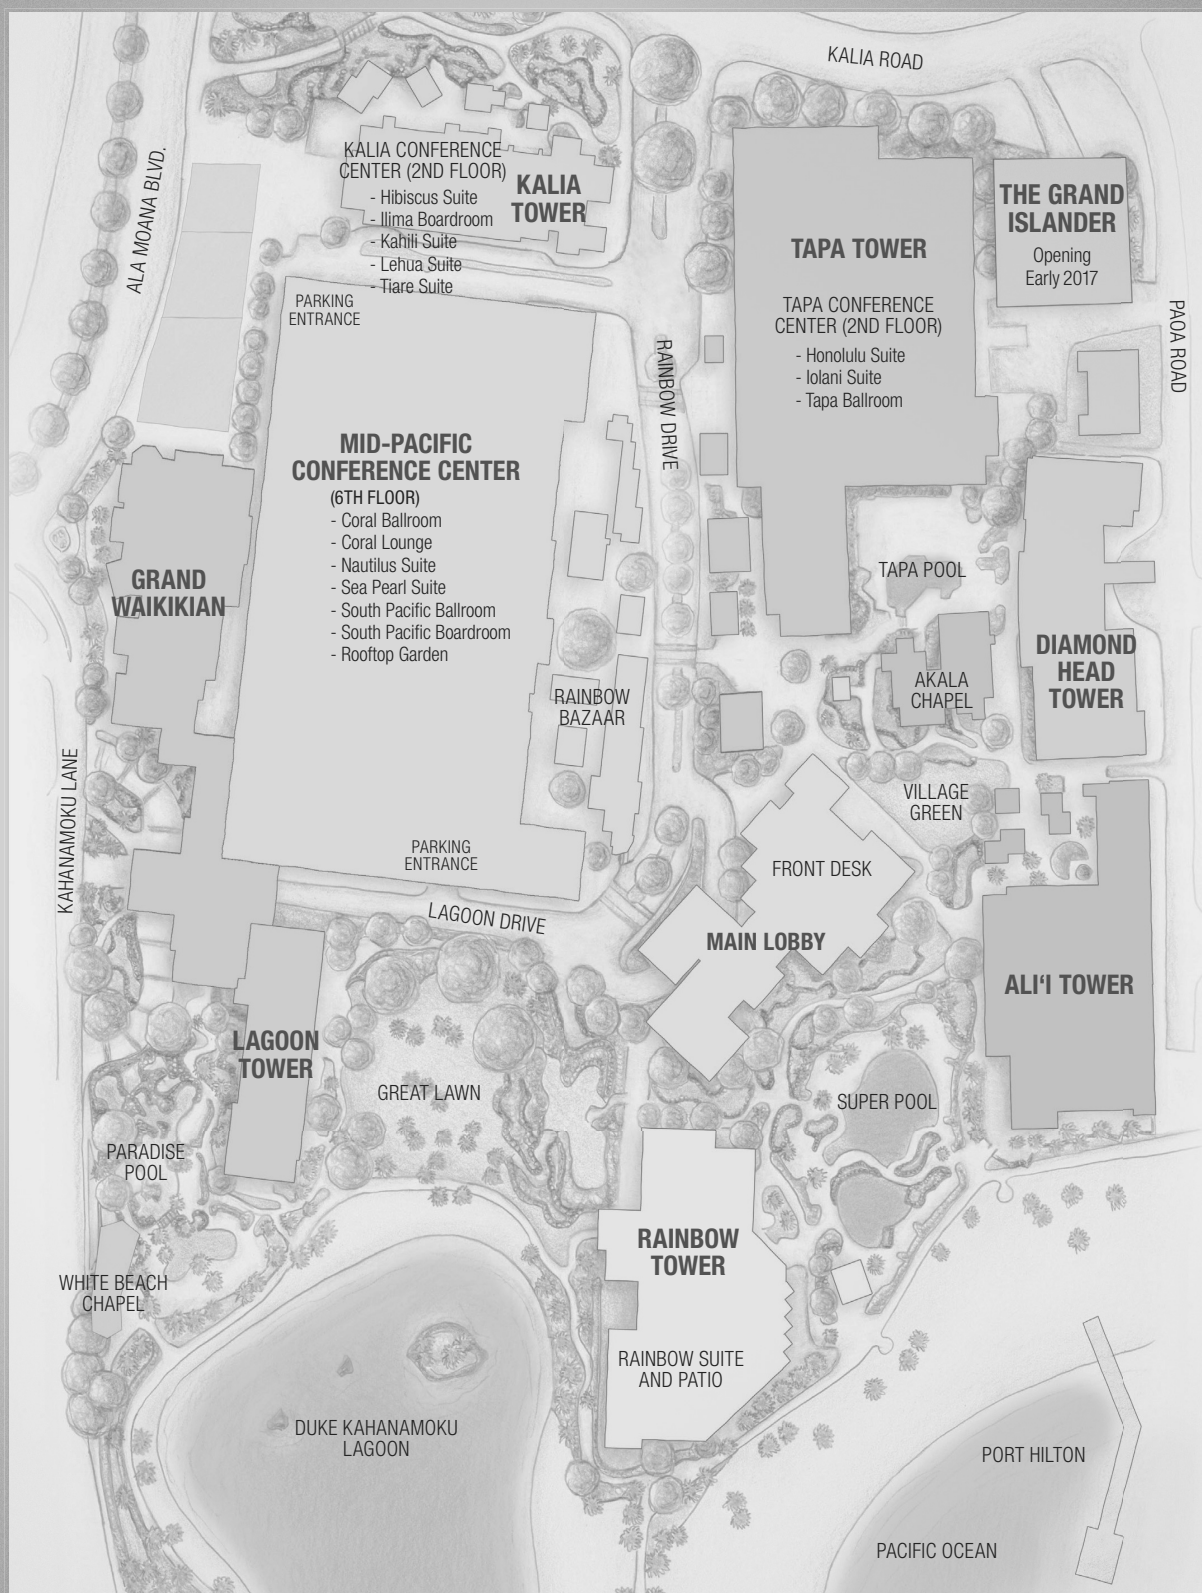 KALIA ROAD
ALA MOANA BLVD.
KALIA CONFERENCE
CENTER (2ND FLOOR)
- Hibiscus Suite
- Ilima Boardroom
- Kahili Suite
- Lehua Suite
- Tiare Suite
KALIA
TOWER
THE GRAND
ISLANDER
Opening
Early 2017
TAPA TOWER
TAPA CONFERENCE
CENTER (2ND FLOOR)
- Honolulu Suite
- Iolani Suite
- Tapa Ballroom
PARKING
ENTRANCE
RAINBOW DRIVE
PAOA ROAD
MID-PACIFIC
CONFERENCE CENTER
(6TH FLOOR)
- Coral Ballroom
- Coral Lounge
- Nautilus Suite
- Sea Pearl Suite
- South Pacific Ballroom
- South Pacific Boardroom
- Rooftop Garden
GRAND
WAIKIKIAN
TAPA POOL
DIAMOND
HEAD
TOWER
AKALA
CHAPEL
RAINBOW
BAZAAR
KAHANAMOKU LANE
VILLAGE
GREEN
PARKING
ENTRANCE
FRONT DESK
LAGOON DRIVE
MAIN LOBBY
ALI‘I TOWER
LAGOON
TOWER
GREAT LAWN
SUPER POOL
PARADISE
POOL
RAINBOW
TOWER
WHITE BEACH
CHAPEL
RAINBOW SUITE
AND PATIO
DUKE KAHANAMOKU
LAGOON
PORT HILTON
PACIFIC OCEAN